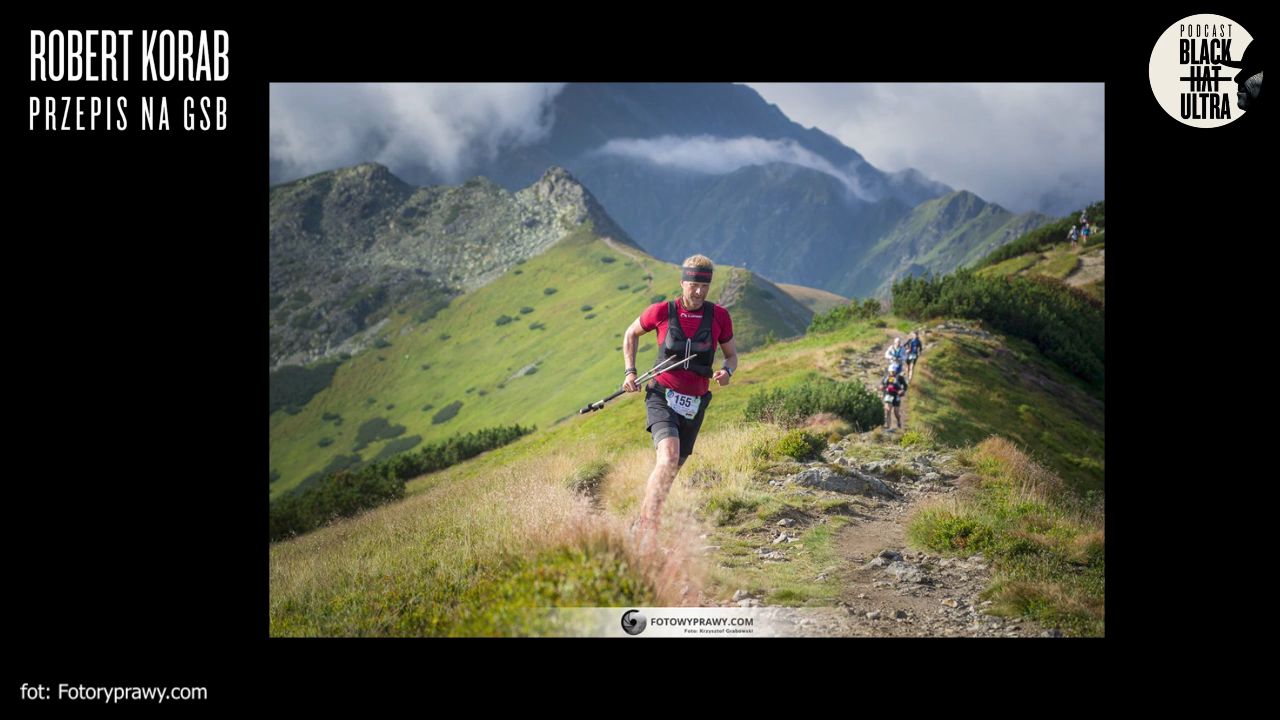 ROBERT KORAB
PRZEPIS NA GSB
PODCAST
BLACK
HAT
ULTRA
155
FOTOWYPRAWY.COM
Foto: Krzysztof Grabowski
fot: Fotoryprawy.com